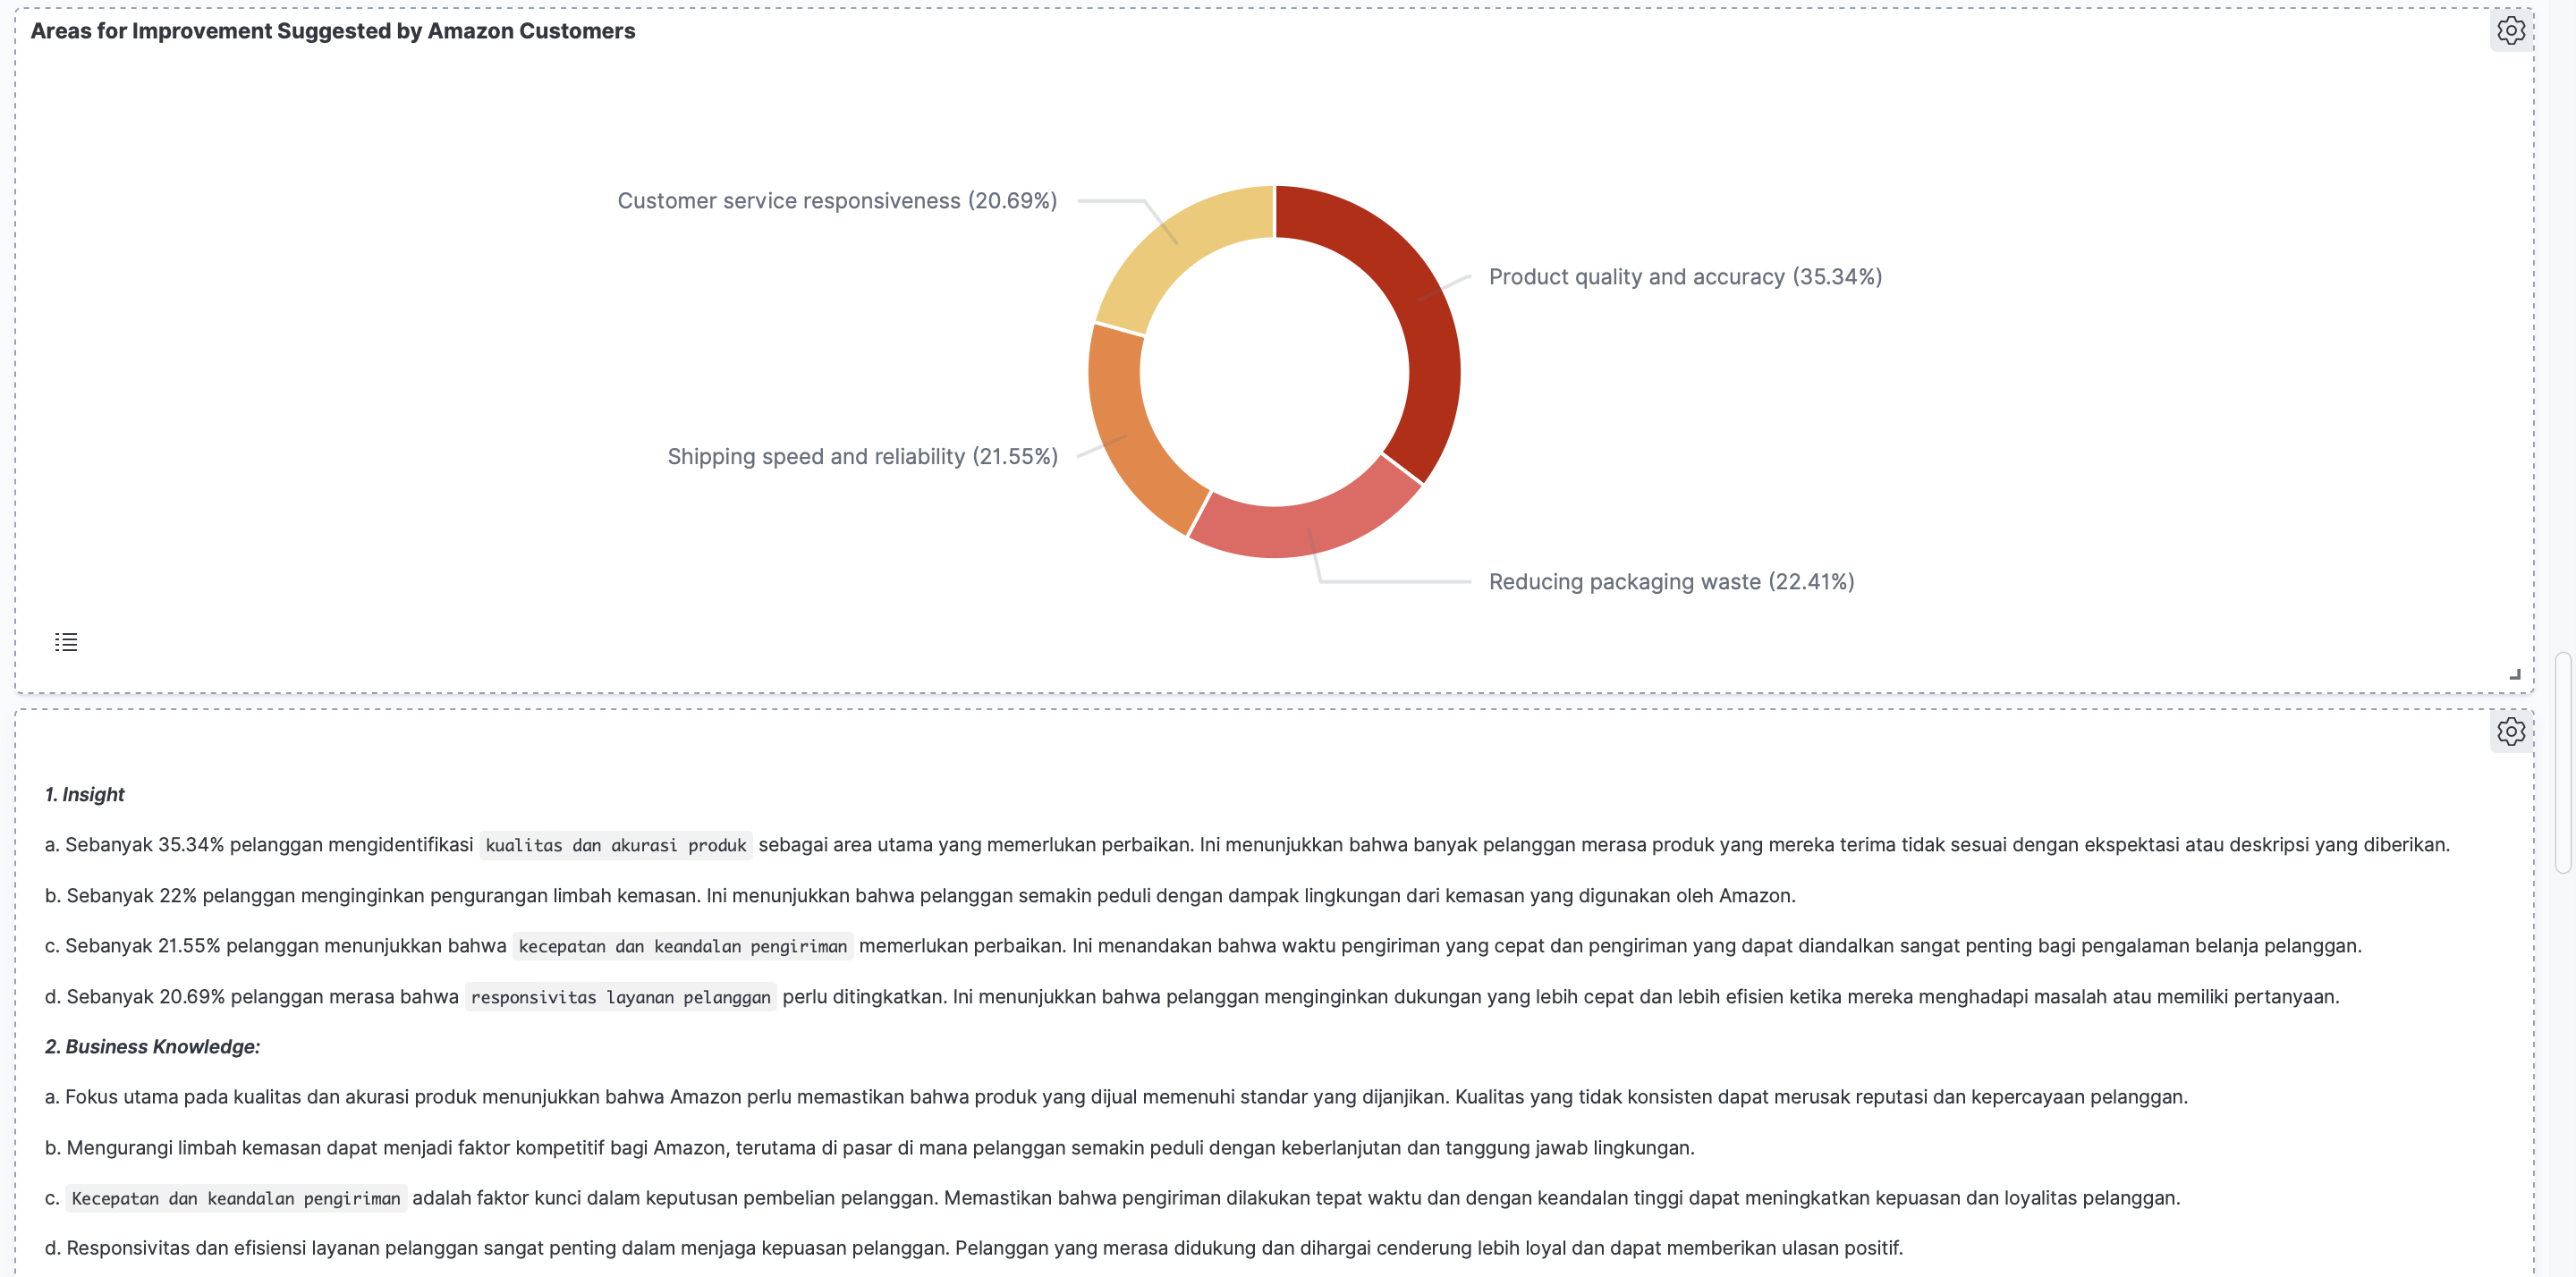 Areas for Improvement Suggested by Amazon Customers
Customer service responsiveness (20.69%)
Product quality and accuracy (35.34%)
Shipping speed and reliability (21.55%)
Reducing packaging waste (22.41%)
1. Insight
a. Sebanyak 35.34% pelanggan mengidentifikasi kualitas dan akurasi produk sebagai area utama yang memerlukan perbaikan. Ini menunjukkan bahwa banyak pelanggan merasa produk yang mereka terima tidak sesuai dengan ekspektasi atau deskripsi yang diberikan.
b. Sebanyak 22% pelanggan menginginkan pengurangan limbah kemasan. Ini menunjukkan bahwa pelanggan semakin peduli dengan dampak lingkungan dari kemasan yang digunakan oleh Amazon.
c. Sebanyak 21.55% pelanggan menunjukkan bahwa kecepatan dan keandalan pengiriman memerlukan perbaikan. Ini menandakan bahwa waktu pengiriman yang cepat dan pengiriman yang dapat diandalkan sangat penting bagi pengalaman belanja pelanggan.
d. Sebanyak 20.69% pelanggan merasa bahwa responsivitas layanan pelanggan perlu ditingkatkan. Ini menunjukkan bahwa pelanggan menginginkan dukungan yang lebih cepat dan lebih efisien ketika mereka menghadapi masalah atau memiliki pertanyaan.
2. Business Knowledge:
a. Fokus utama pada kualitas dan akurasi produk menunjukkan bahwa Amazon perlu memastikan bahwa produk yang dijual memenuhi standar yang dijanjikan. Kualitas yang tidak konsisten dapat merusak reputasi dan kepercayaan pelanggan.
b. Mengurangi limbah kemasan dapat menjadi faktor kompetitif bagi Amazon, terutama di pasar di mana pelanggan semakin peduli dengan keberlanjutan dan tanggung jawab lingkungan.
c. Kecepatan dan keandalan pengiriman adalah faktor kunci dalam keputusan pembelian pelanggan. Memastikan bahwa pengiriman dilakukan tepat waktu dan dengan keandalan tinggi dapat meningkatkan kepuasan dan loyalitas pelanggan.
d. Responsivitas dan efisiensi layanan pelanggan sangat penting dalam menjaga kepuasan pelanggan. Pelanggan yang merasa didukung dan dihargai cenderung lebih loyal dan dapat memberikan ulasan positif.